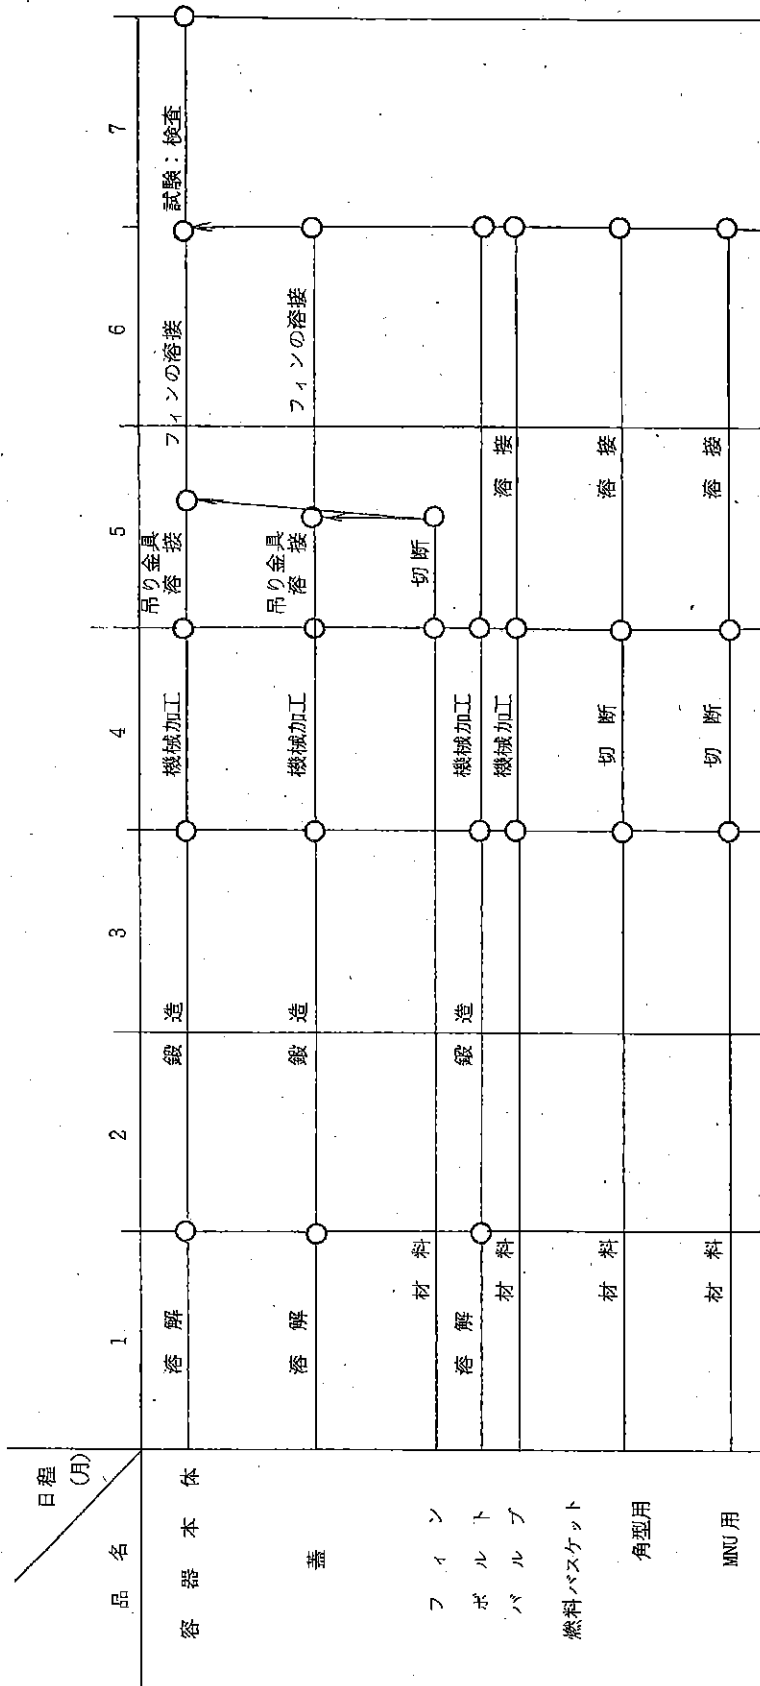 日程
(月)
品名
1 2 3 4 5 6 7
容器本体
溶解
鍛造
機械加工
吊り金具
溶接
フィンの溶接
試験:検査
蓋
溶解
鍛造
機械加工
吊り金具
溶接
フィンの溶接
フィン
材料
切断
ボルト
溶解
鍛造
機械加工
バルブ
材料
機械加工
溶接
燃料バスケット
角型用
材料
切断
溶接
MNU用
材料
切断
溶接